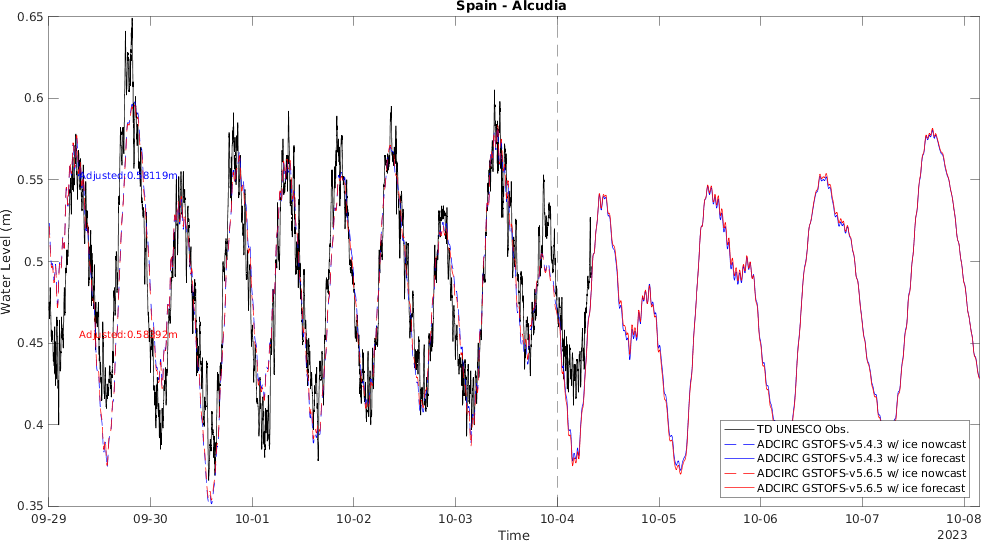 Spain - Alcudia
0.65
0.6
0.55
0.5
0.45
0.4
0.35
Water Level (m)
Adjusted:0.58119m
Adjusted:0.58292m
TD UNESCO Obs.
ADCIRC GSTOFS-v5.4.3 w/ ice nowcast
ADCIRC GSTOFS-v5.4.3 w/ ice forecast
ADCIRC GSTOFS-v5.6.5 w/ ice nowcast
ADCIRC GSTOFS-v5.6.5 w/ ice forecast
09-29 09-30 10-01 10-02 10-03 10-04 10-05 10-06 10-07 10-08
Time
2023